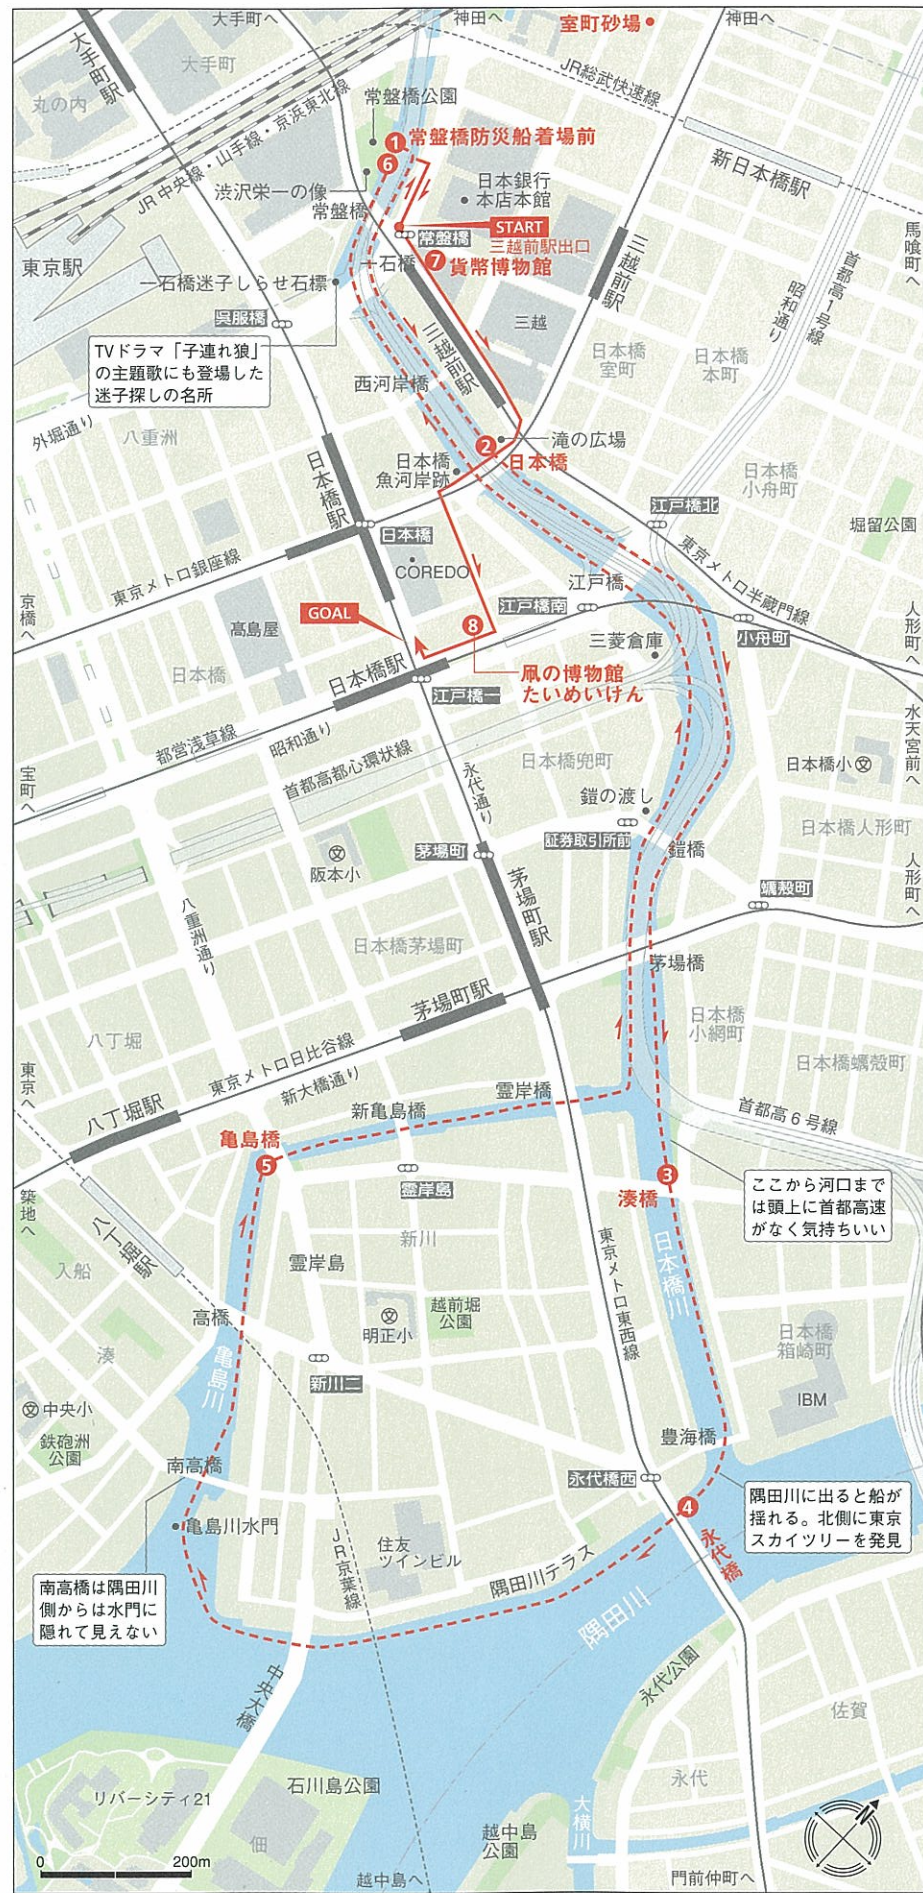 大手町へ
神田へ
室町砂場
神田へ
大手町駅
大手町
丸の内
JR中央線・山手線・京浜東北線
JR総武快速線
常盤橋公園
1 常盤橋防災船着場前
6
新日本橋駅
渋沢栄一の像
日本銀行
本店本館
常盤橋
START
常盤橋
三越前駅出口
馬喰町へ
首都高1号線
昭和通り
東京駅
一石橋
7 貨幣博物館
三越前駅
一石橋迷子しらせ石標
呉服橋
三越
三越前駅
TVドラマ「子連れ狼」
の主題歌にも登場した
迷子探しの名所
日本橋
室町
日本橋
本町
西河岸橋
外堀通り
八重洲
2 日本橋
滝の広場
日本橋
魚河岸跡
日本橋駅
日本橋
小舟町
江戸橋北
堀留公園
日本橋
東京メトロ半蔵門線
東京メトロ銀座線
COREDO
江戸橋
京橋へ
GOAL
髙島屋
江戸橋南
人形町へ
8
小舟町
三菱倉庫
日本橋
日本橋駅
凧の博物館
たいめいけん
江戸橋一
水天宮前へ
都営浅草線
昭和通り
首都高都心環状線
永代通り
日本橋兜町
日本橋小
宝町へ
鎧の渡し
日本橋人形町
証券取引所前
鎧橋
人形町へ
阪本小
茅場町
茅場町駅
蠣殻町
八重洲通り
日本橋茅場町
茅場橋
茅場町駅
日本橋
小網町
八丁堀
日本橋蠣殻町
東京へ
東京メトロ日比谷線
新大橋通り
八丁堀駅
霊岸橋
新亀島橋
首都高6号線
亀島橋
5
霊岸島
3
湊橋
ここから河口まで
は頭上に首都高速
がなく気持ちいい
築地へ
八丁堀駅
新川
日本橋川
入船
霊岸島
東京メトロ東西線
高橋
越前堀
公園
明正小
日本橋
箱崎町
湊
亀島川
新川二
IBM
中央小
鉄砲洲
公園
豊海橋
南高橋
永代橋西
隅田川に出ると船が
揺れる。北側に東京
スカイツリーを発見
4
永代橋
亀島川水門
JR京葉線
住友
ツインビル
隅田川テラス
隅田川
南高橋は隅田川
側からは水門に
隠れて見えない
中央大橋
永代公園
佐賀
石川島公園
永代
リバーシティ21
佃
大横川
越中島
公園
N
0 200m
越中島へ
門前仲町へ